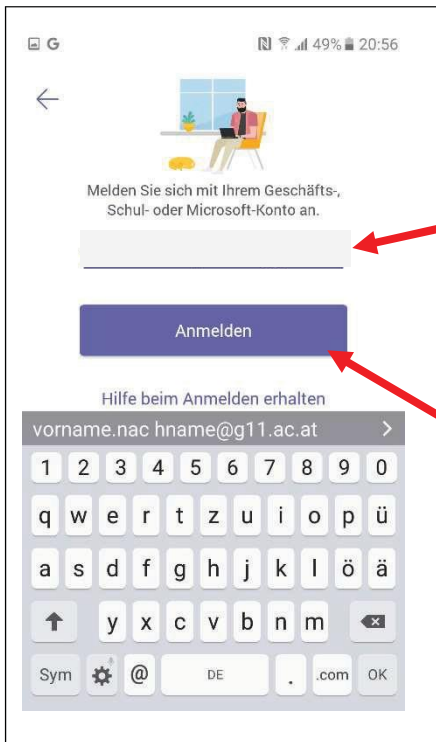 G 49% 20:56
Melden Sie sich mit Ihrem Geschäfts-,
Schul- oder Microsoft-Konto an.
Anmelden
Hilfe beim Anmelden erhalten
vorname.nac hname@g11.ac.at
1 2 3 4 5 6 7 8 9 0
q w e r t z u i o p ü
a s d f g h j k l ö ä
y x c v b n m
Sym @ DE . .com OK